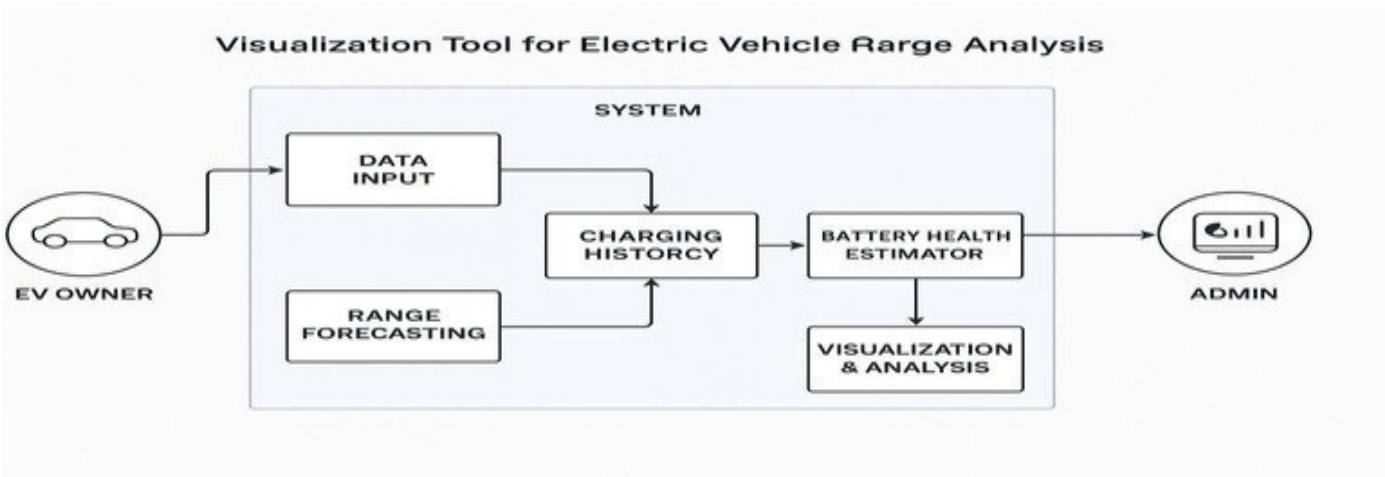 Visualization Tool for Electric Vehicle Rarge Analysis
SYSTEM
DATA
INPUT
CHARGING
HISTORCY
BATTERY HEALTH
ESTIMATOR
EV OWNER
ADMIN
RANGE
FORECASTING
VISUALIZATION
& ANALYSIS